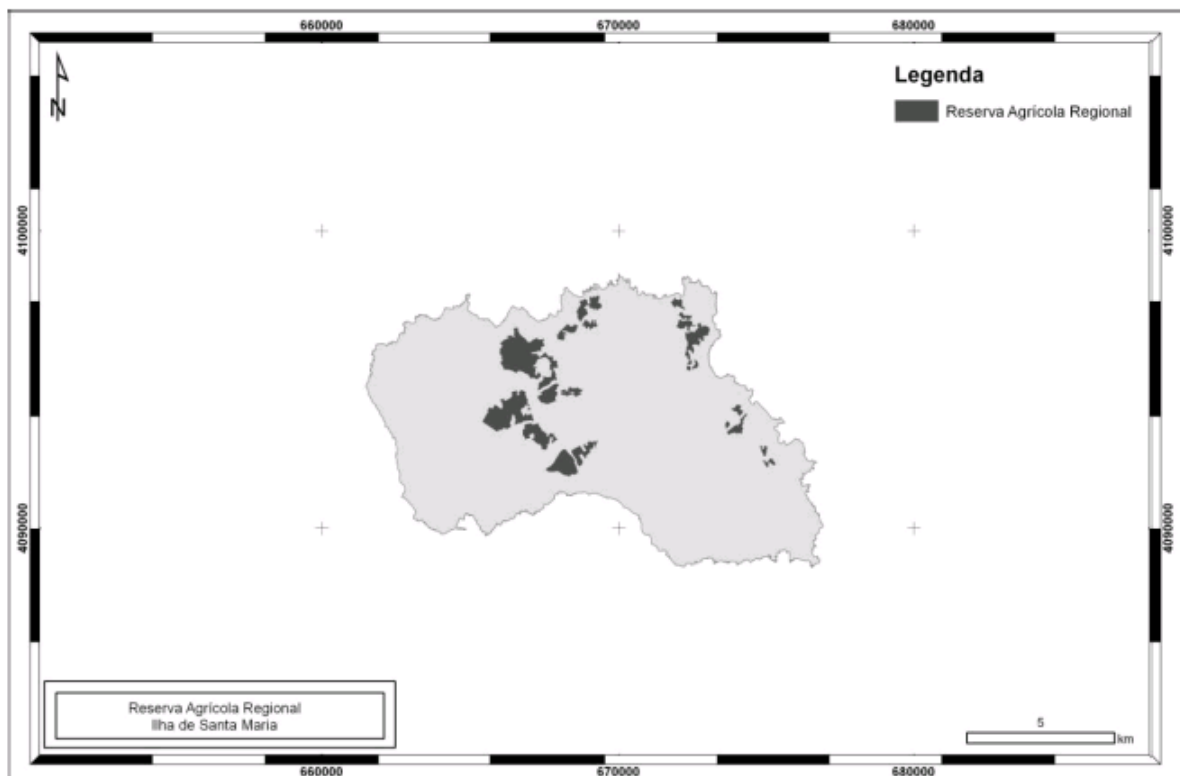 660000
670000
680000
N
Legenda
Reserva Agrícola Regional
4100000
4100000
4090000
4090000
Reserva Agrícola Regional
Ilha de Santa Maria
5
km
660000
670000
680000